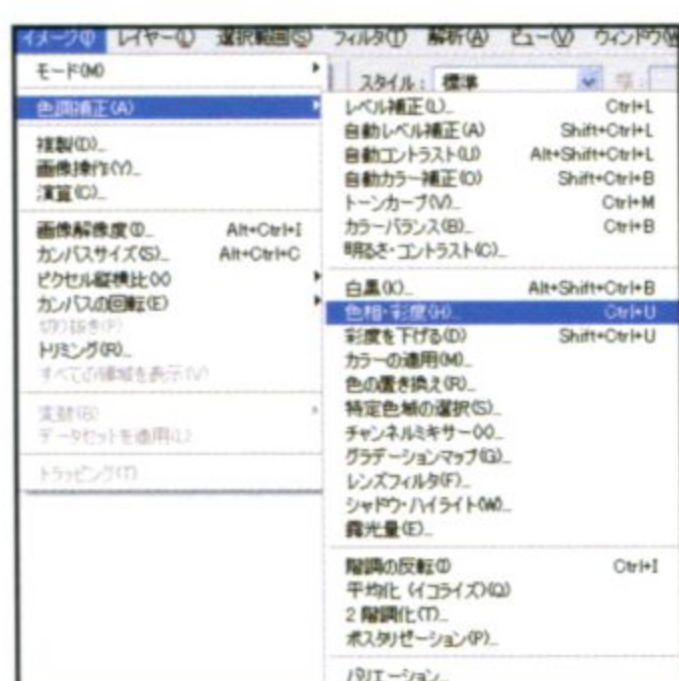 イメージ(I) レイヤー(L) 選択範囲(S) フィルタ(T) 解析(A) ビュー(V) ウィンドウ(W
モード(M)
色調補正(A)
複製(D)...
画像操作(Y)...
演算(C)...
画像解像度(I)... Alt+Ctrl+I
カンバスサイズ(S)... Alt+Ctrl+C
ピクセル縦横比(X)
カンバスの回転(E)
切り抜き(P)
トリミング(R)...
すべての領域を表示(V)
変数(B)
データセットを適用(L)
トラッピング(T)
スタイル: 標準 幅:
レベル補正(L)... Ctrl+L
自動レベル補正(A) Shift+Ctrl+L
自動コントラスト(U) Alt+Shift+Ctrl+L
自動カラー補正(O) Shift+Ctrl+B
トーンカーブ(V)... Ctrl+M
カラーバランス(B)... Ctrl+B
明るさ・コントラスト(C)...
白黒(K)... Alt+Shift+Ctrl+B
色相・彩度(H)... Ctrl+U
彩度を下げる(D) Shift+Ctrl+U
カラーの適用(M)...
色の置き換え(R)...
特定色域の選択(S)...
チャンネルミキサー(X)...
グラデーションマップ(G)...
レンズフィルタ(F)...
シャドウ・ハイライト(W)...
露光量(E)...
階調の反転(I) Ctrl+I
平均化 (イコライズ)(Q)
2 階調化(T)...
ポスタリゼーション(P)...
バリエーション...